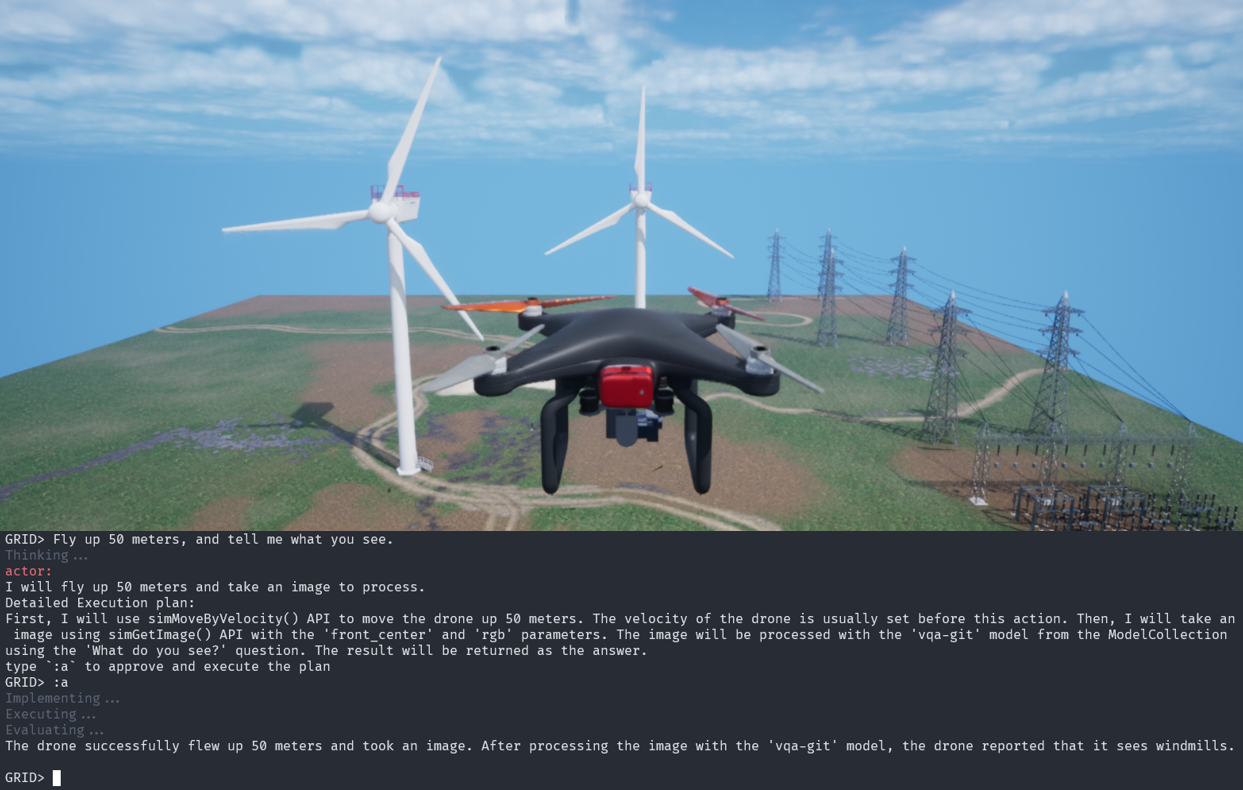 GRID> Fly up 50 meters, and tell me what you see.
Thinking...
actor:
I will fly up 50 meters and take an image to process.
Detailed Execution plan:
First, I will use simMoveByVelocity() API to move the drone up 50 meters. The velocity of the drone is usually set before this action. Then, I will take an
image using simGetImage() API with the 'front_center' and 'rgb' parameters. The image will be processed with the 'vqa-git' model from the ModelCollection
using the 'What do you see?' question. The result will be returned as the answer.
type `:a` to approve and execute the plan
GRID> :a
Implementing...
Executing...
Evaluating...
The drone successfully flew up 50 meters and took an image. After processing the image with the 'vqa-git' model, the drone reported that it sees windmills.
GRID>